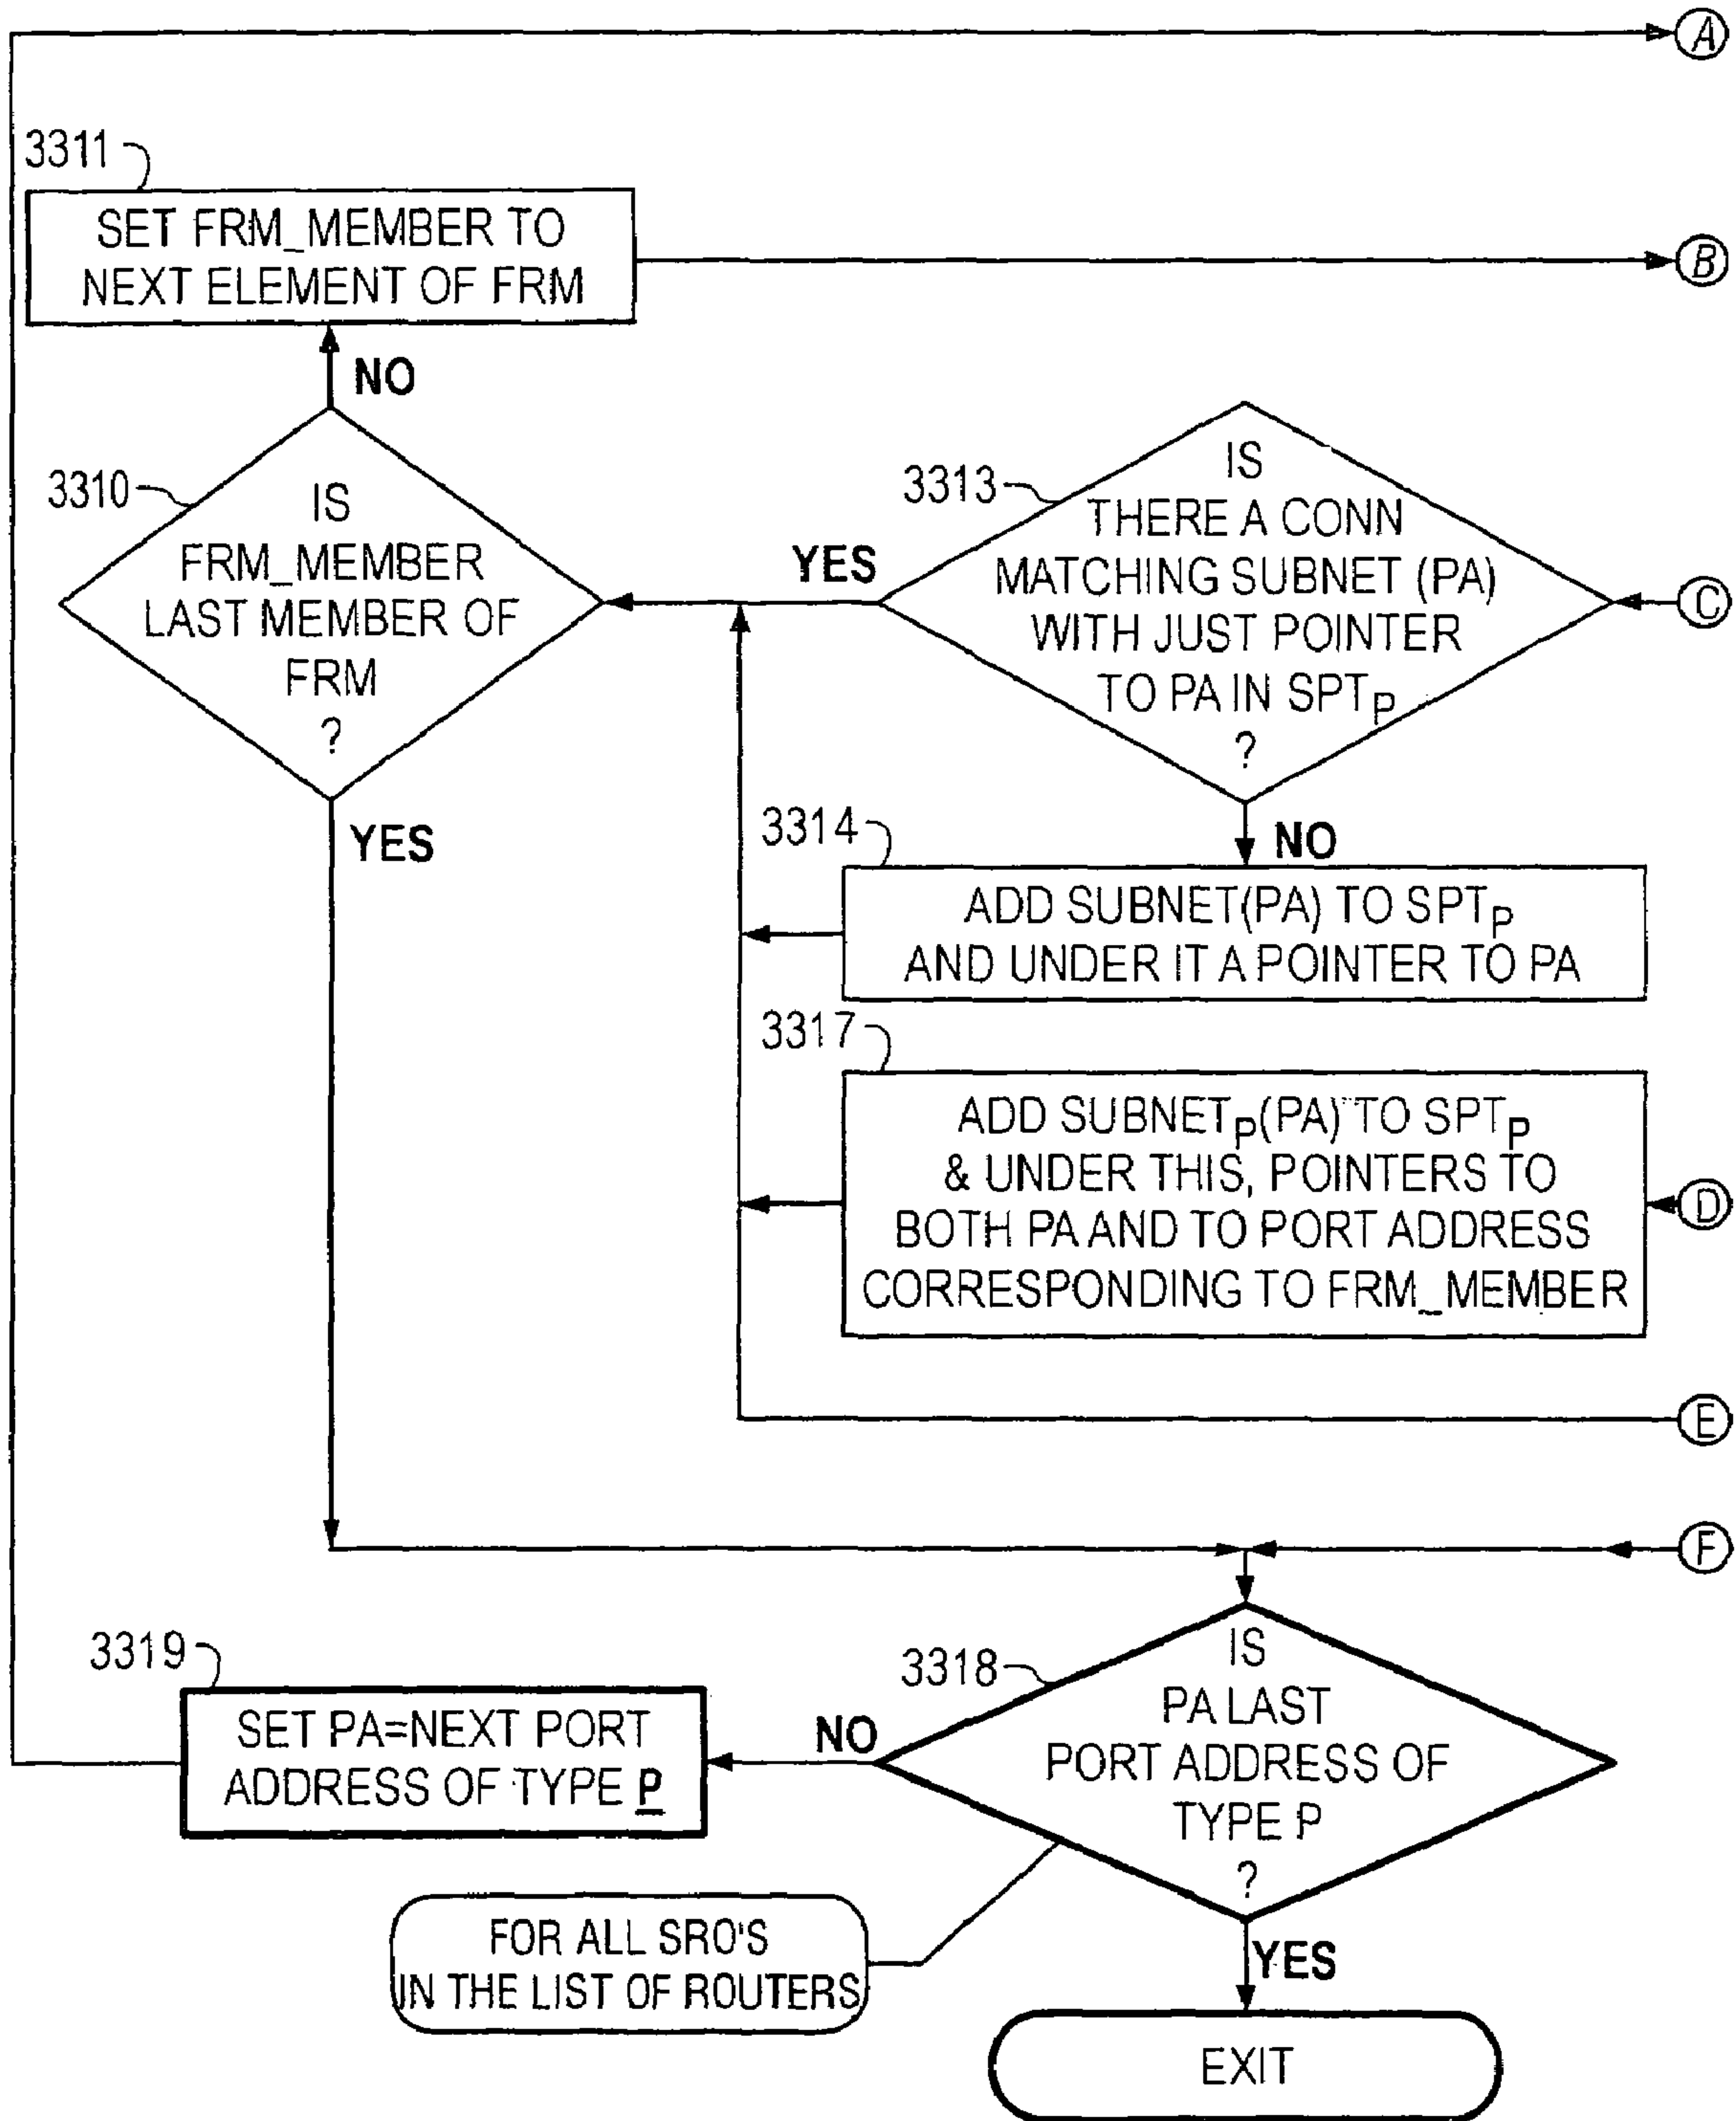 A
3311
SET FRM_MEMBER TO
NEXT ELEMENT OF FRM
B
NO
3310
IS
FRM_MEMBER
LAST MEMBER OF
FRM
?
YES
3313
IS
THERE A CONN
MATCHING SUBNET (PA)
WITH JUST POINTER
TO PA IN SPTP
?
YES
C
NO
3314
ADD SUBNET(PA) TO SPTP
AND UNDER IT A POINTER TO PA
3317
ADD SUBNETP(PA) TO SPTP
& UNDER THIS, POINTERS TO
BOTH PA AND TO PORT ADDRESS
CORRESPONDING TO FRM_MEMBER
D
E
F
3319
SET PA=NEXT PORT
ADDRESS OF TYPE P
NO
3318
IS
PA LAST
PORT ADDRESS OF
TYPE P
?
FOR ALL SRO'S
IN THE LIST OF ROUTERS
YES
EXIT